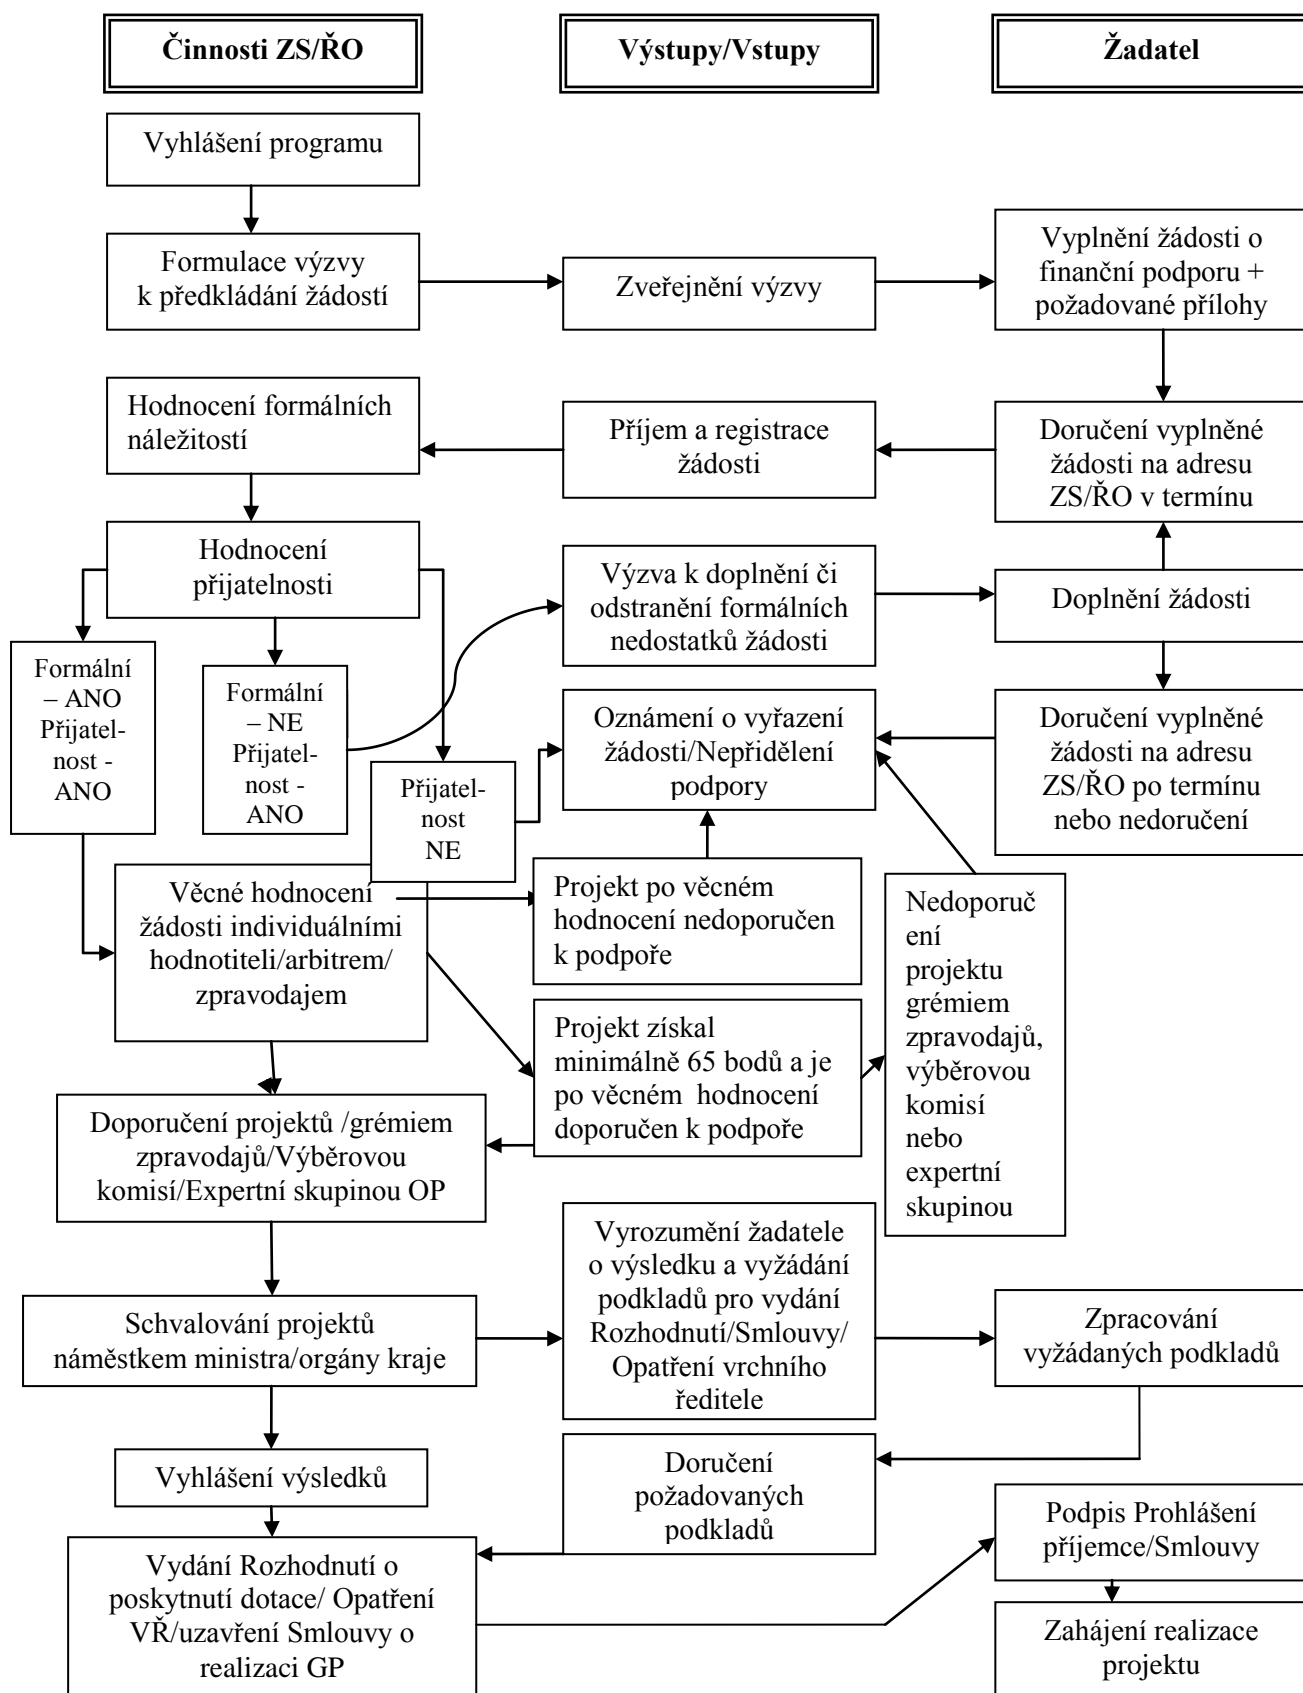 Činnosti ZS/ŘO
Výstupy/Vstupy
Žadatel
Vyhlášení programu
Formulace výzvy
k předkládání žádostí
Zveřejnění výzvy
Vyplnění žádosti o
finanční podporu +
požadované přílohy
Hodnocení formálních
náležitostí
Příjem a registrace
žádosti
Doručení vyplněné
žádosti na adresu
ZS/ŘO v termínu
Hodnocení
přijatelnosti
Výzva k doplnění či
odstranění formálních
nedostatků žádosti
Doplnění žádosti
Formální
– ANO
Přijatel-
nost -
ANO
Formální
– NE
Přijatel-
nost -
ANO
Přijatel-
nost
NE
Oznámení o vyřazení
žádosti/Nepřidělení
podpory
Doručení vyplněné
žádosti na adresu
ZS/ŘO po termínu
nebo nedoručení
Věcné hodnocení
žádosti individuálními
hodnotiteli/arbitrem/
zpravodajem
Projekt po věcném
hodnocení nedoporučen
k podpoře
Nedoporuč
ení
projektu
grémiem
zpravodajů,
výběrovou
komisí
nebo
expertní
skupinou
Projekt získal
minimálně 65 bodů a je
po věcném  hodnocení
doporučen k podpoře
Doporučení projektů /grémiem
zpravodajů/Výběrovou
komisí/Expertní skupinou OP
Vyrozumění žadatele
o výsledku a vyžádání
podkladů pro vydání
Rozhodnutí/Smlouvy/
Opatření vrchního
ředitele
Schvalování projektů
náměstkem ministra/orgány kraje
Zpracování
vyžádaných podkladů
Vyhlášení výsledků
Doručení
požadovaných
podkladů
Podpis Prohlášení
příjemce/Smlouvy
Vydání Rozhodnutí o
poskytnutí dotace/ Opatření
VŘ/uzavření Smlouvy o
realizaci GP
Zahájení realizace
projektu